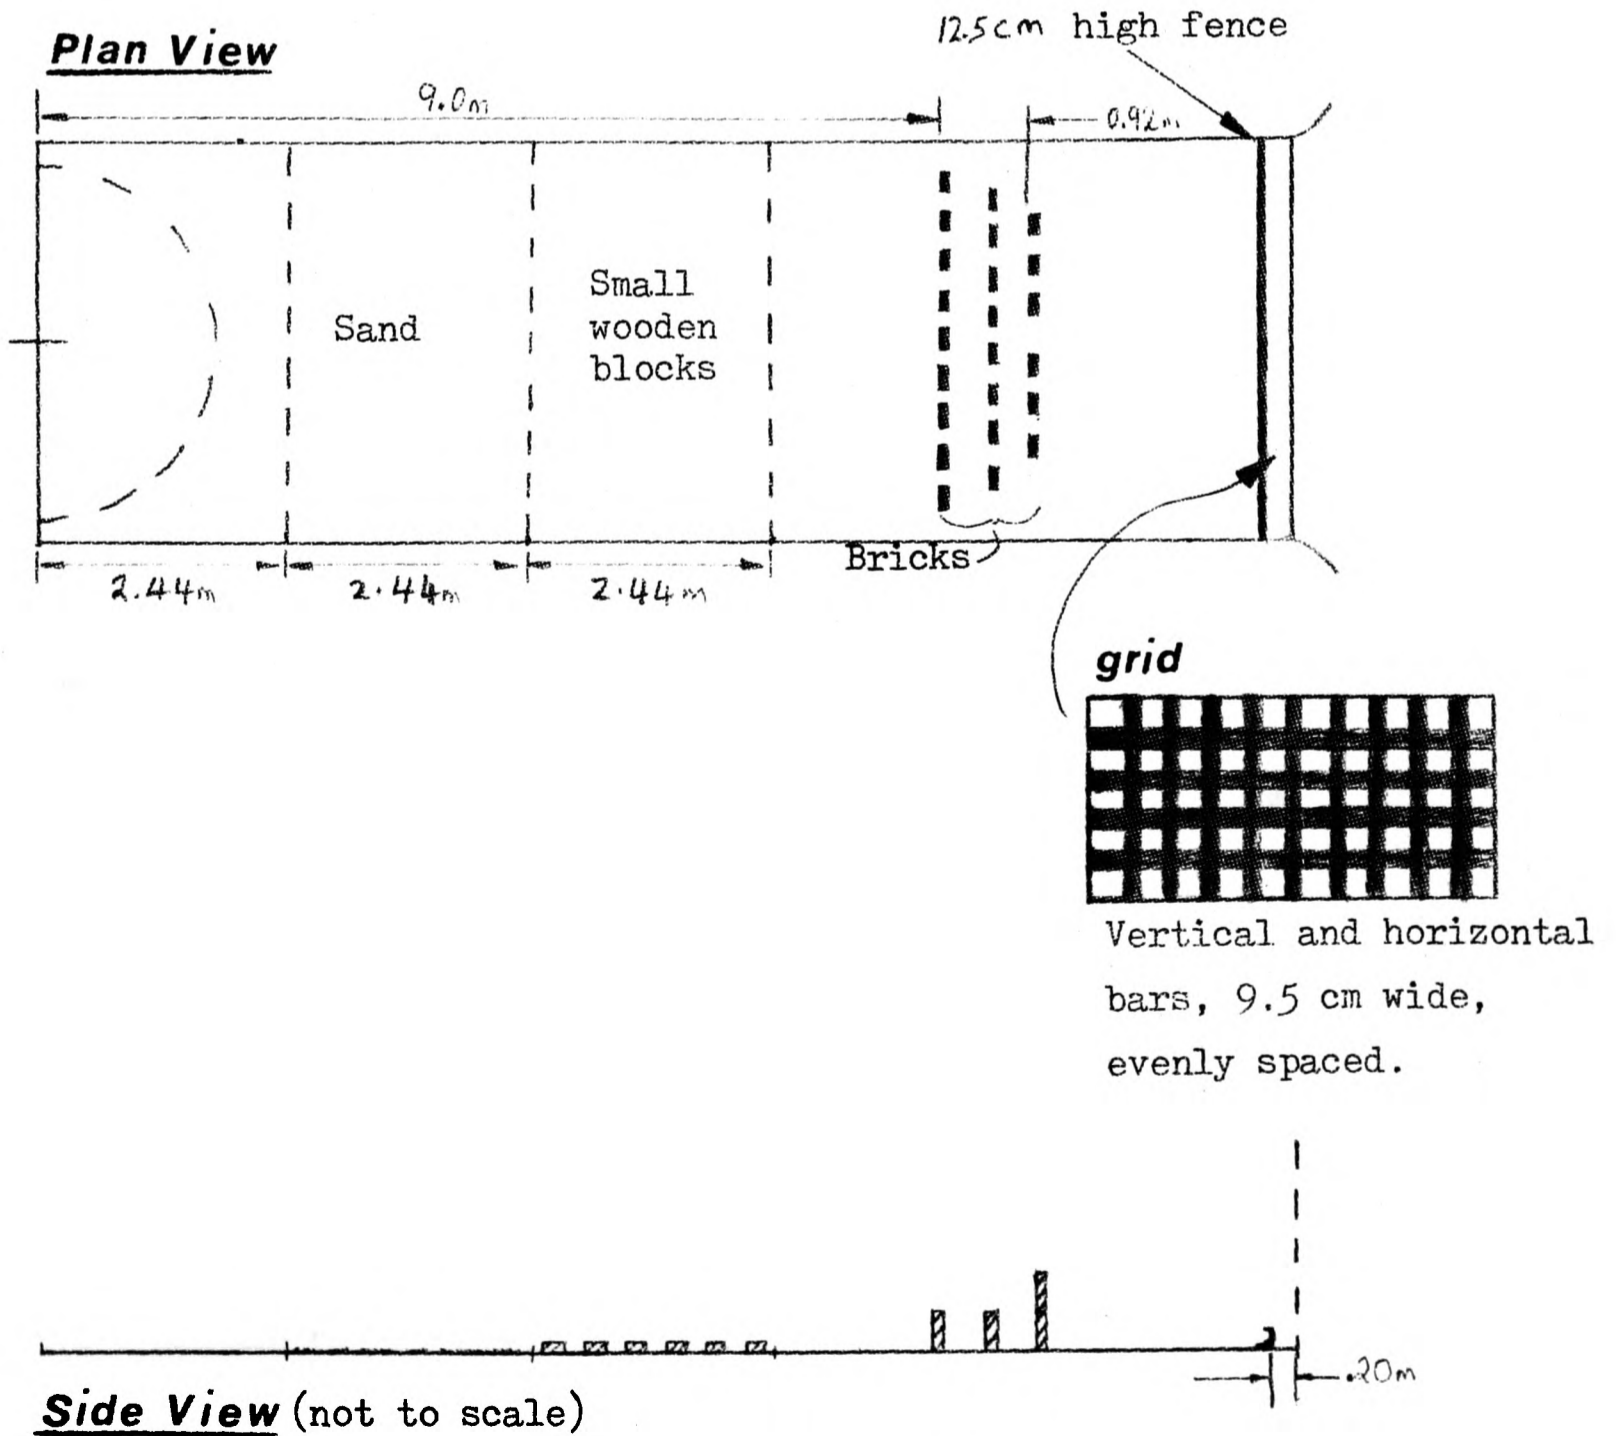 Plan View
12.5cm high fence
9.0m
0.92m
Sand
Small
wooden
blocks
Bricks
2.44m
2.44m
2.44m
grid
Vertical and horizontal
bars, 9.5 cm wide,
evenly spaced.
.20m
Side View (not to scale)